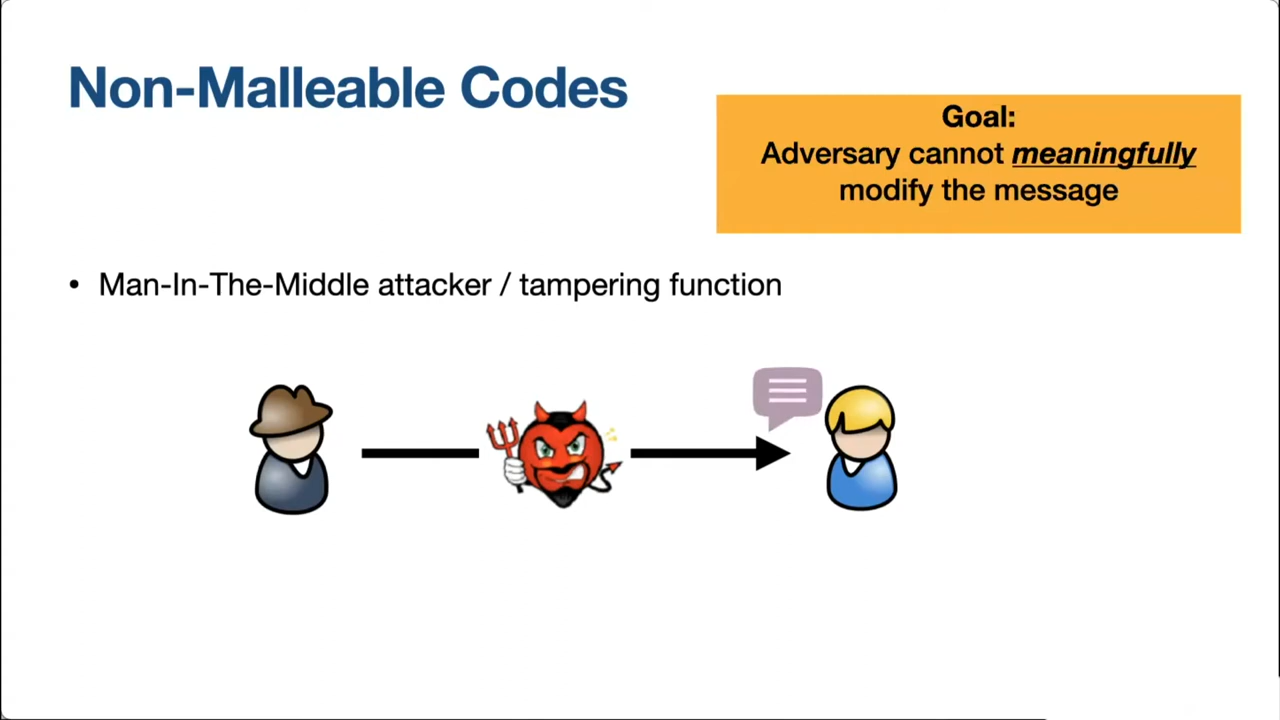 Non-Malleable Codes
Goal:
Adversary cannot meaningfully
modify the message
• Man-In-The-Middle attacker / tampering function